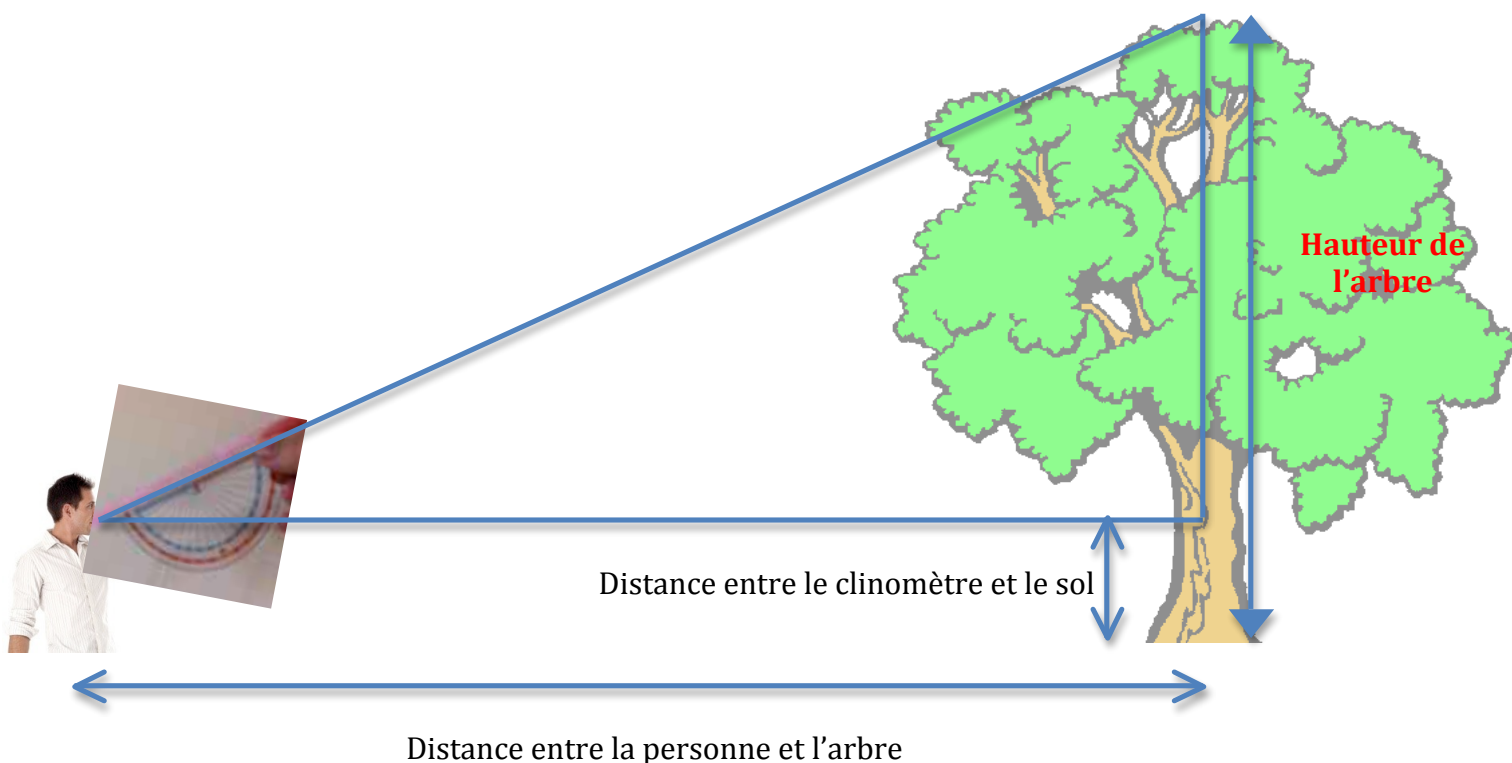 Hauteur de
l’arbre
Distance entre le clinomètre et le sol
Distance entre la personne et l’arbre